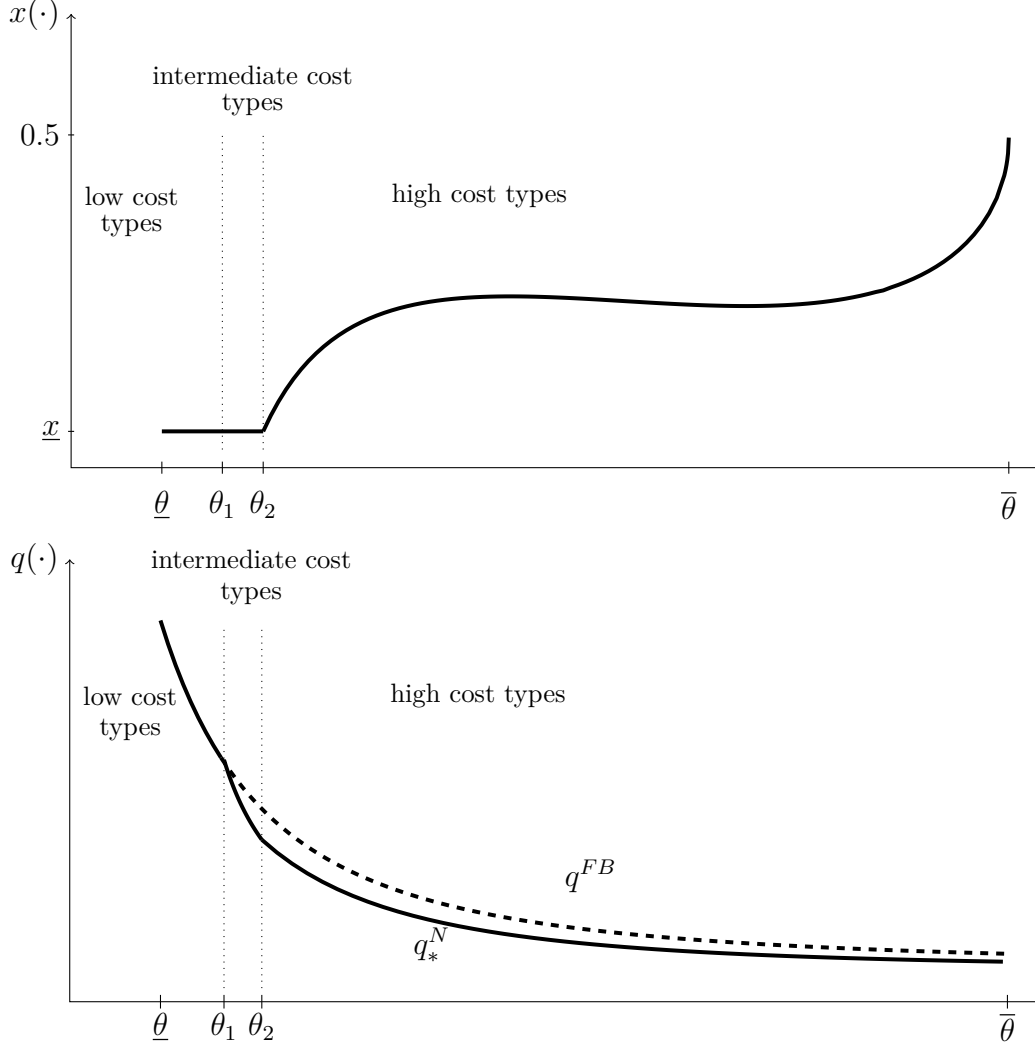 x(·)
intermediate cost
types
0.5
low cost
types
high cost types
x
θ θ₁ θ₂ θ̅
q(·)
intermediate cost
types
low cost
types
high cost types
q^{FB}
q_*^N
θ θ₁ θ₂ θ̅